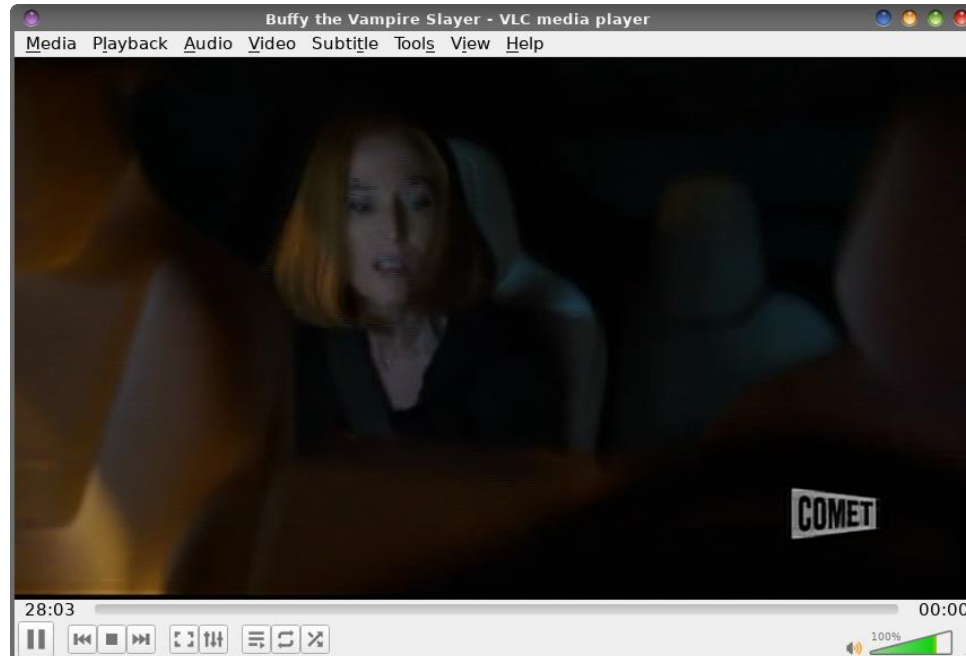 Buffy the Vampire Slayer - VLC media player
Media Playback Audio Video Subtitle Tools View Help
COMET
28:03 00:00
100%